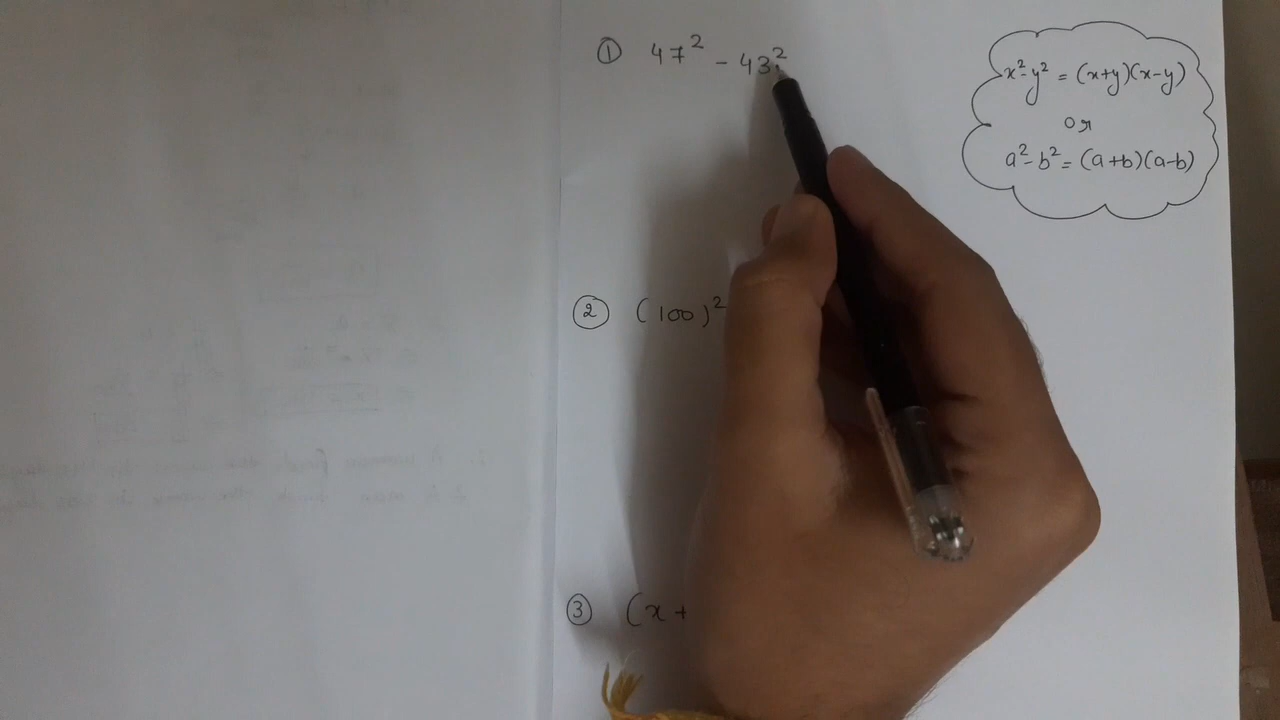 ① 47² - 43²
x² - y² = (x+y)(x-y)
or
a² - b² = (a+b)(a-b)
② (100)²
③ (x +